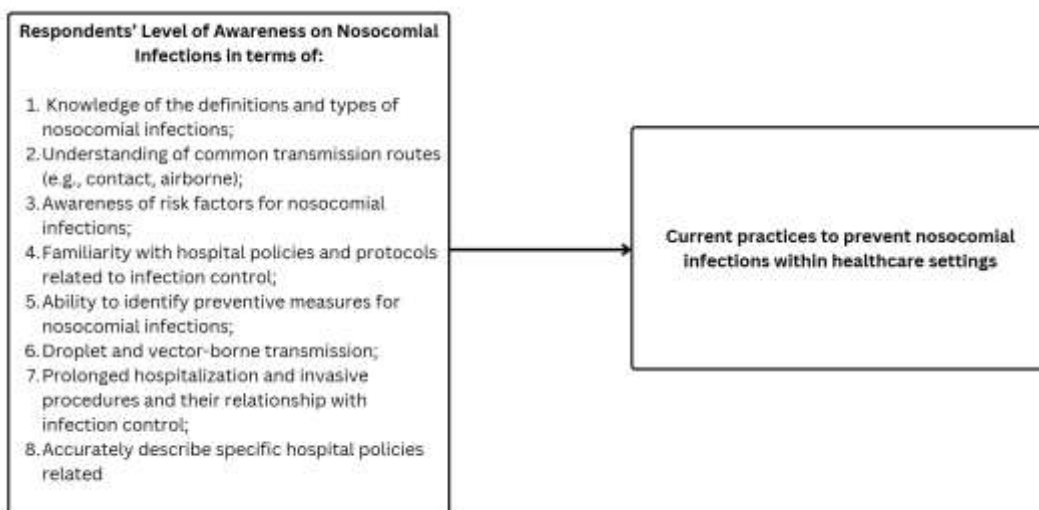 Respondents' Level of Awareness on Nosocomial
Infections in terms of:
1. Knowledge of the definitions and types of
nosocomial infections;
2. Understanding of common transmission routes
(e.g., contact, airborne);
3. Awareness of risk factors for nosocomial
infections;
4. Familiarity with hospital policies and protocols
related to infection control;
5. Ability to identify preventive measures for
nosocomial infections;
6. Droplet and vector-borne transmission;
7. Prolonged hospitalization and invasive
procedures and their relationship with
infection control;
8. Accurately describe specific hospital policies
related
Current practices to prevent nosocomial
infections within healthcare settings